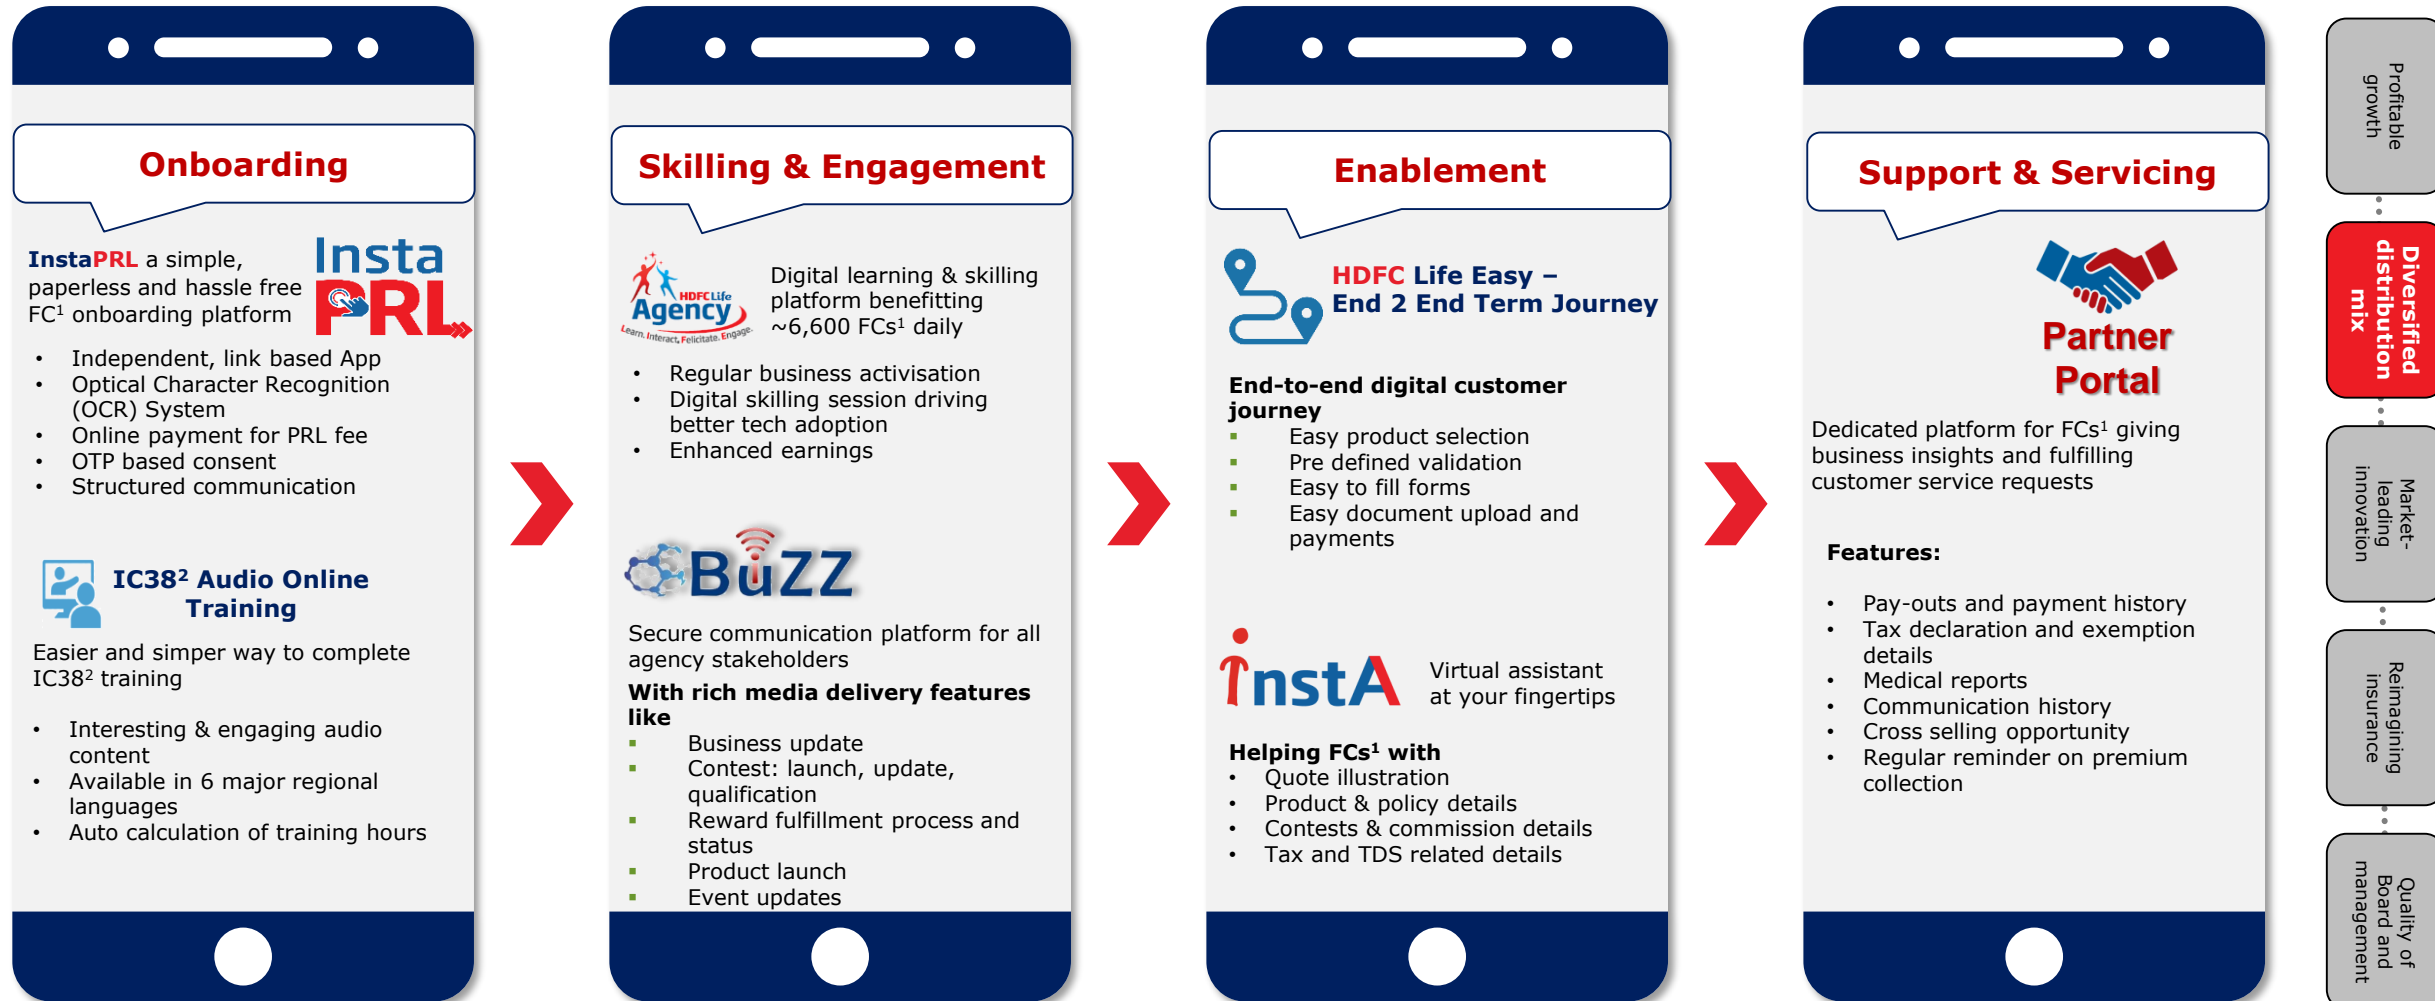 Onboarding
InstaPRL a simple,
paperless and hassle free
FC¹ onboarding platform
Insta
PRL
• Independent, link based App
• Optical Character Recognition
(OCR) System
• Online payment for PRL fee
• OTP based consent
• Structured communication
IC38² Audio Online
Training
Easier and simper way to complete
IC38² training
• Interesting & engaging audio
content
• Available in 6 major regional
languages
• Auto calculation of training hours
Skilling & Engagement
HDFC Life
Agency
Learn. Interact. Felicitate. Engage.
Digital learning & skilling
platform benefitting
~6,600 FCs¹ daily
• Regular business activisation
• Digital skilling session driving
better tech adoption
• Enhanced earnings
BuZZ
Secure communication platform for all
agency stakeholders
With rich media delivery features
like
▪ Business update
▪ Contest: launch, update,
qualification
▪ Reward fulfillment process and
status
▪ Product launch
▪ Event updates
Enablement
HDFC Life Easy –
End 2 End Term Journey
End-to-end digital customer
journey
▪ Easy product selection
▪ Pre defined validation
▪ Easy to fill forms
▪ Easy document upload and
payments
InstA
Virtual assistant
at your fingertips
Helping FCs¹ with
• Quote illustration
• Product & policy details
• Contests & commission details
• Tax and TDS related details
Support & Servicing
Partner
Portal
Dedicated platform for FCs¹ giving
business insights and fulfilling
customer service requests
Features:
• Pay-outs and payment history
• Tax declaration and exemption
details
• Medical reports
• Communication history
• Cross selling opportunity
• Regular reminder on premium
collection
Profitable
growth
Diversified
distribution
mix
Market-
leading
innovation
Reimagining
insurance
Quality of
Board and
management